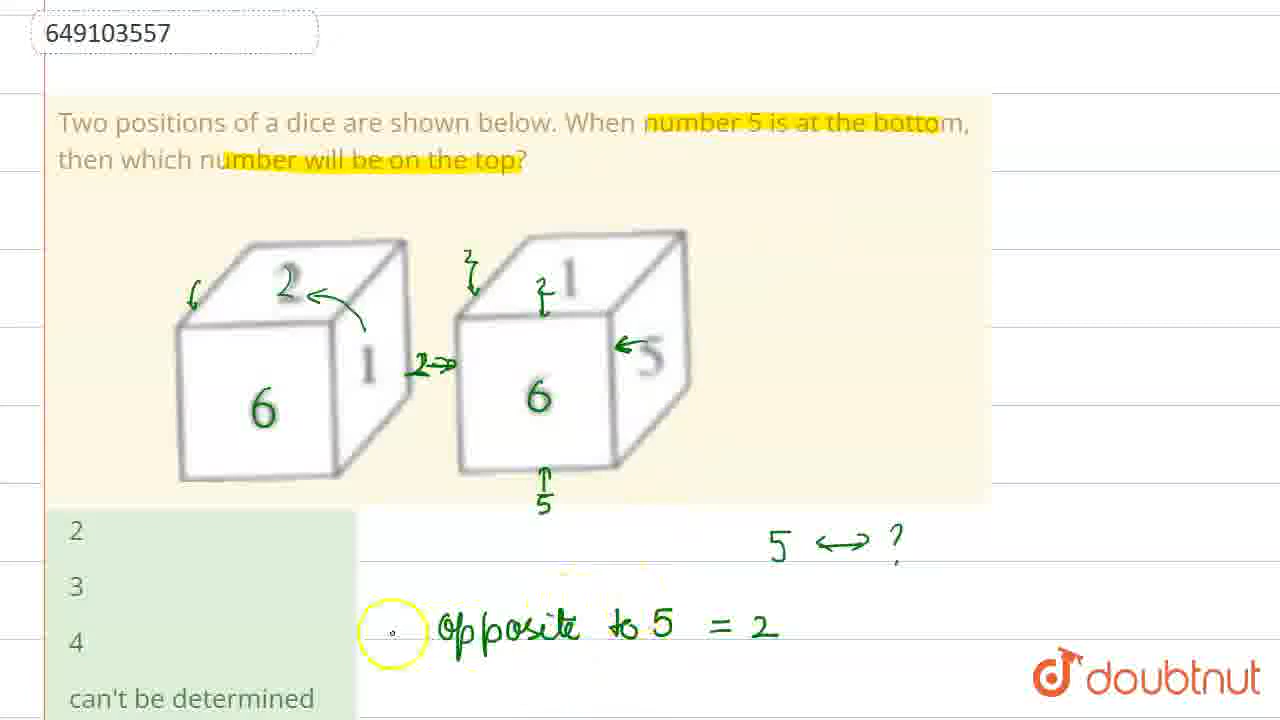 649103557
Two positions of a dice are shown below. When number 5 is at the bottom,
then which number will be on the top?
2
1
6
2
1
5
6
2
2
5
2
3
4
can't be determined
5 ↔ ?
opposite to 5 = 2
doubtnut